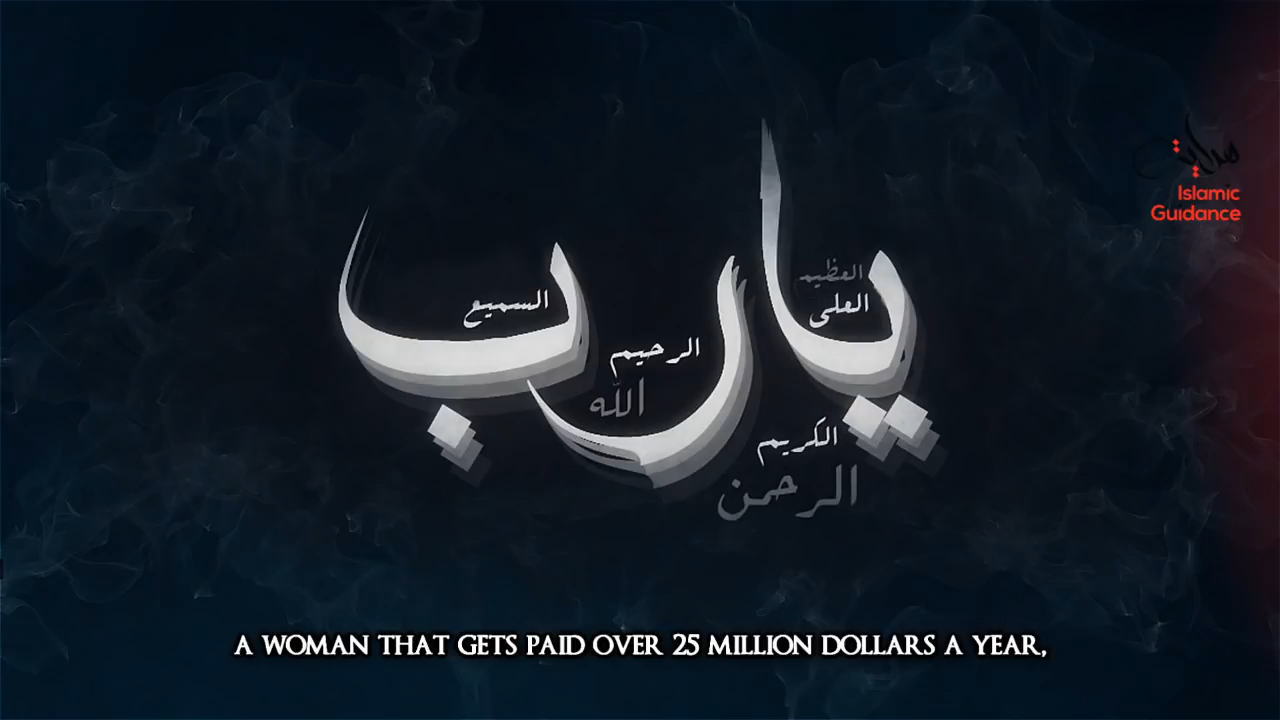 يارب
العظيم
العلى
السميع
الرحيم
الله
الكريم
الرحمن
هداية
Islamic
Guidance
A WOMAN THAT GETS PAID OVER 25 MILLION DOLLARS A YEAR,